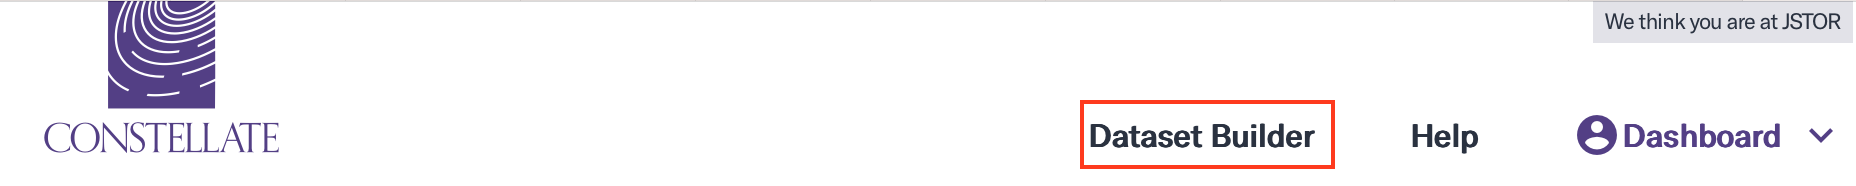 We think you are at JSTOR
CONSTELLATE
Dataset Builder
Help
Dashboard